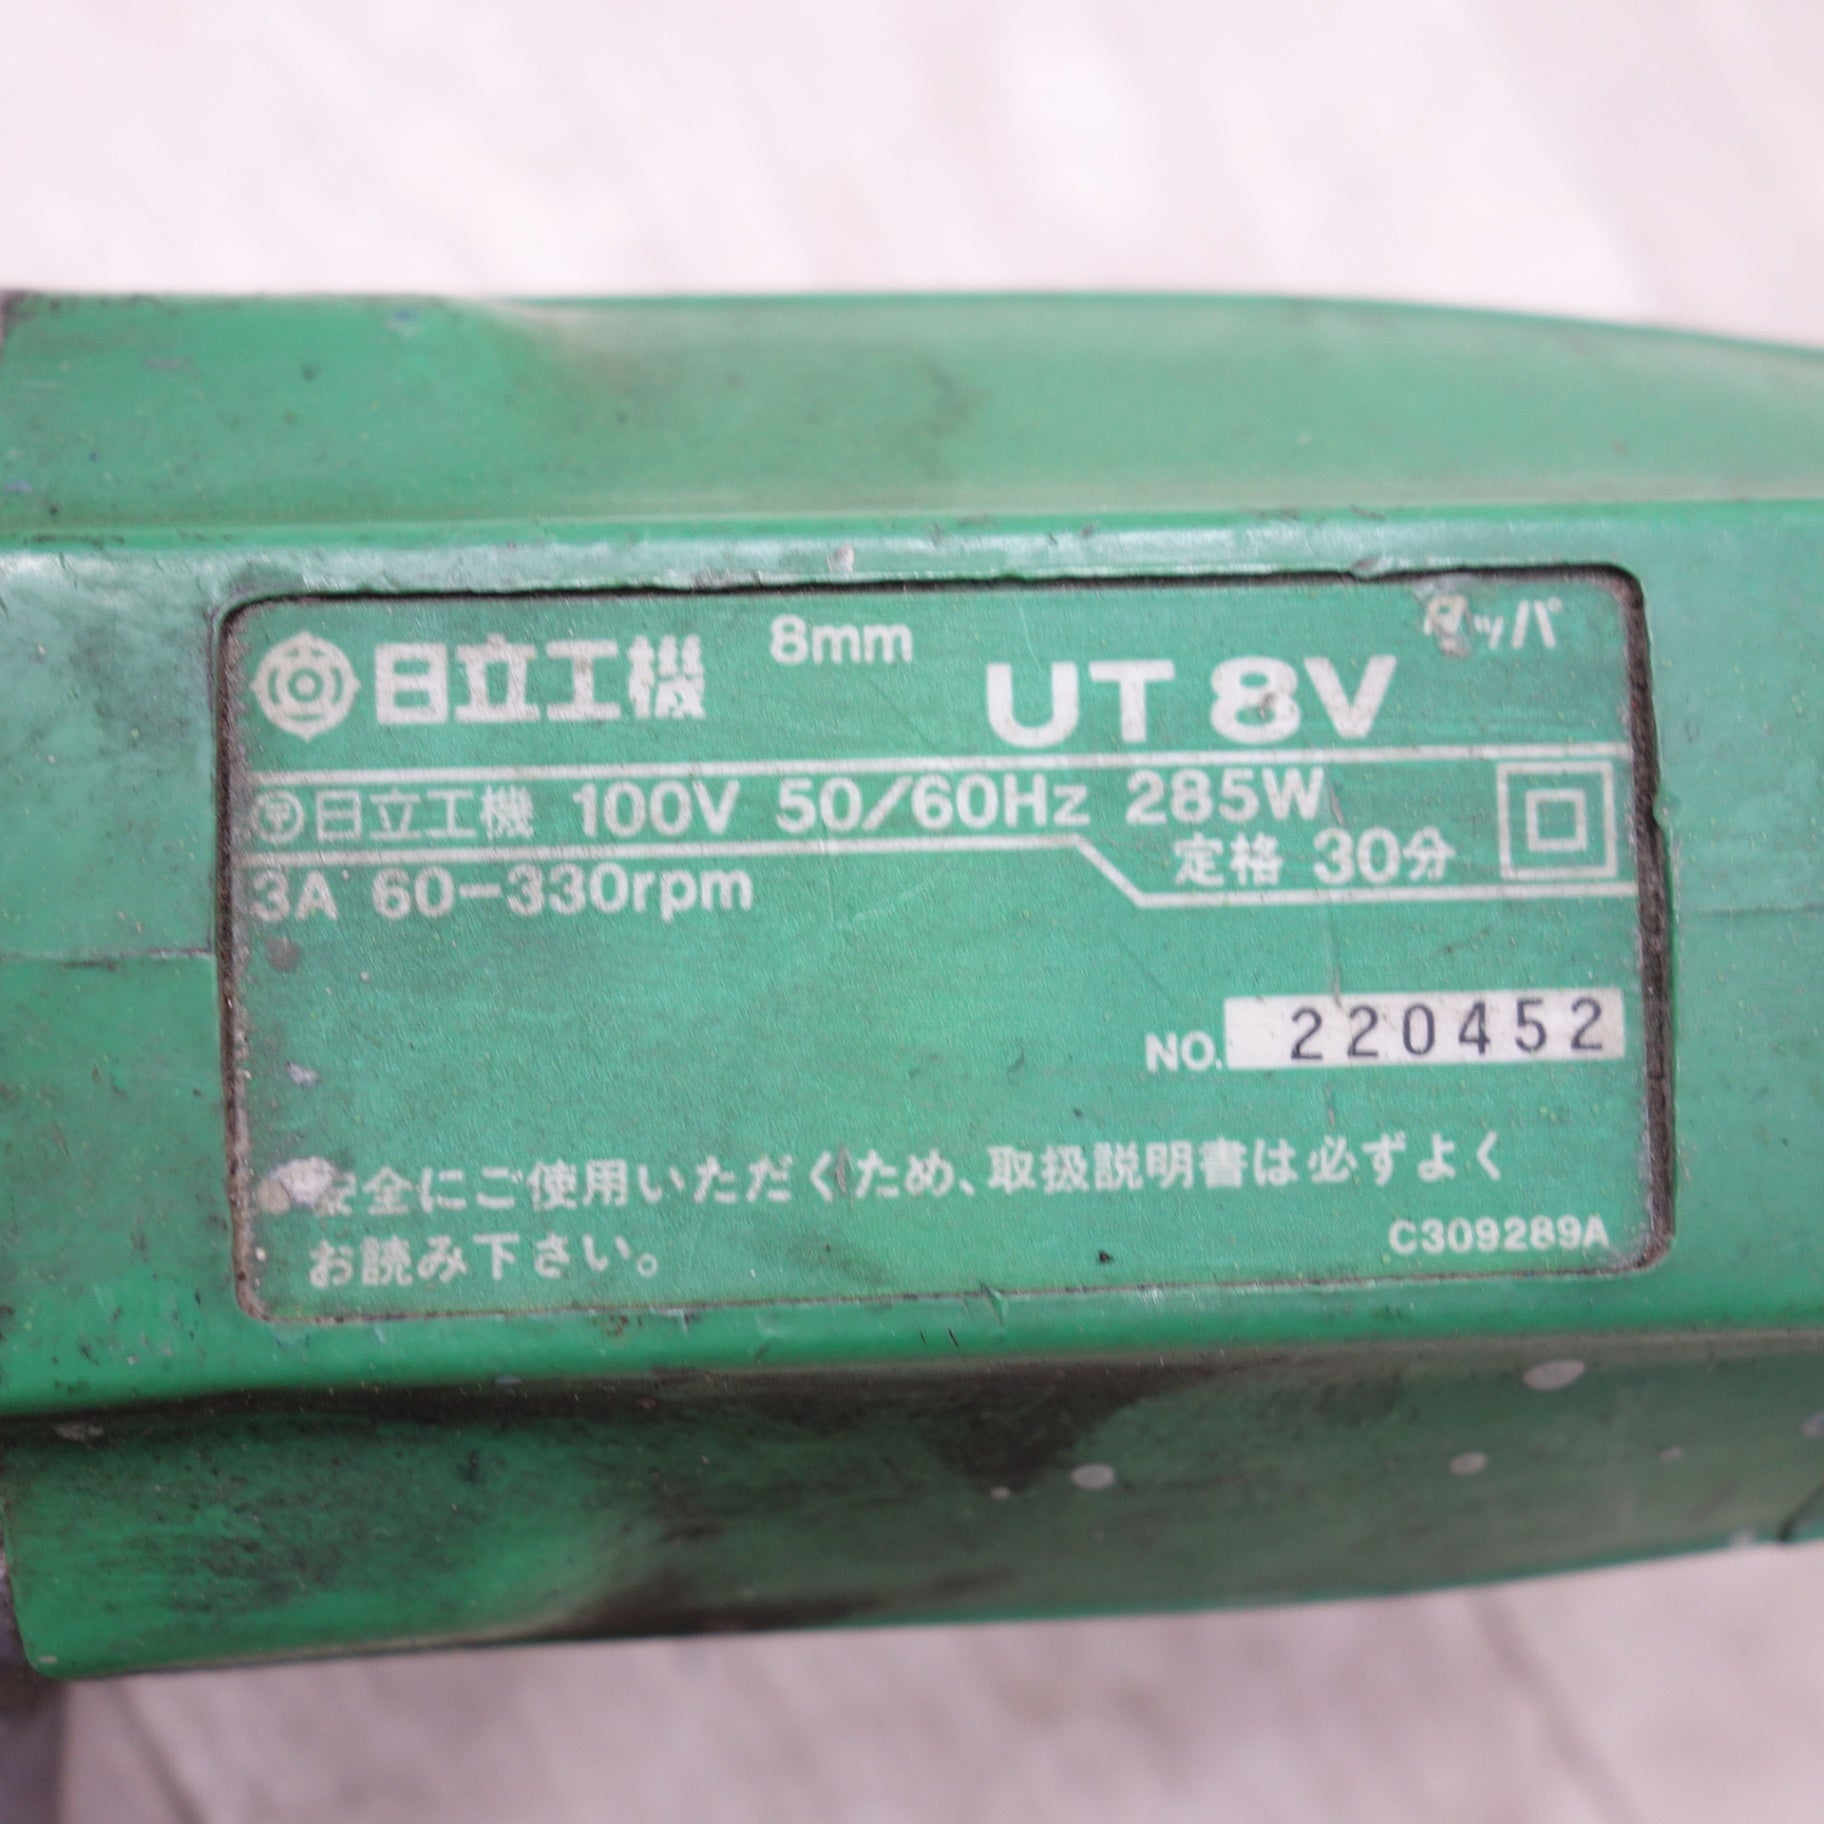 日立工機 8mm UT 8V タッパ
〒日立工機 100V 50/60Hz 285W
定格 30分
3A 60-330rpm
NO. 220452
安全にご使用いただくため、取扱説明書は必ずよく
お読み下さい。
C309289A